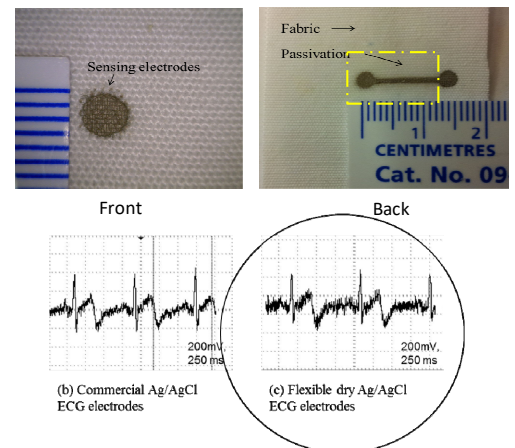 Sensing electrodes
Fabric
Passivation
1 2
CENTIMETRES
Cat. No. 09
Front
Back
200mV,
250 ms
200mV,
250 ms
(b) Commercial Ag/AgCl
ECG electrodes
(c) Flexible dry Ag/AgCl
ECG electrodes